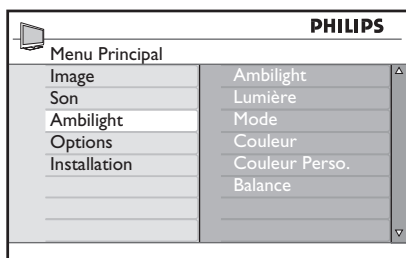 PHILIPS
Menu Principal
Image
Son
Ambilight
Options
Installation
Ambilight
Lumière
Mode
Couleur
Couleur Perso.
Balance